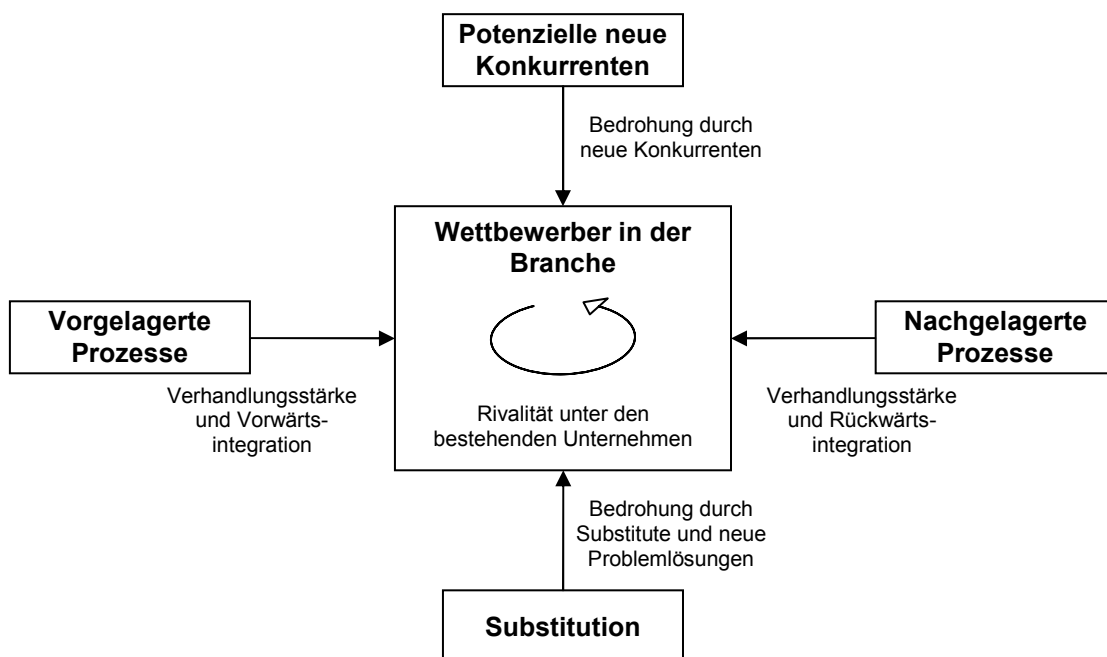 Potenzielle neue
Konkurrenten
Bedrohung durch
neue Konkurrenten
Wettbewerber in der
Branche
Vorgelagerte
Prozesse
Nachgelagerte
Prozesse
Verhandlungsstärke
und Vorwärts-
integration
Rivalität unter den
bestehenden Unternehmen
Verhandlungsstärke
und Rückwärts-
integration
Bedrohung durch
Substitute und neue
Problemlösungen
Substitution